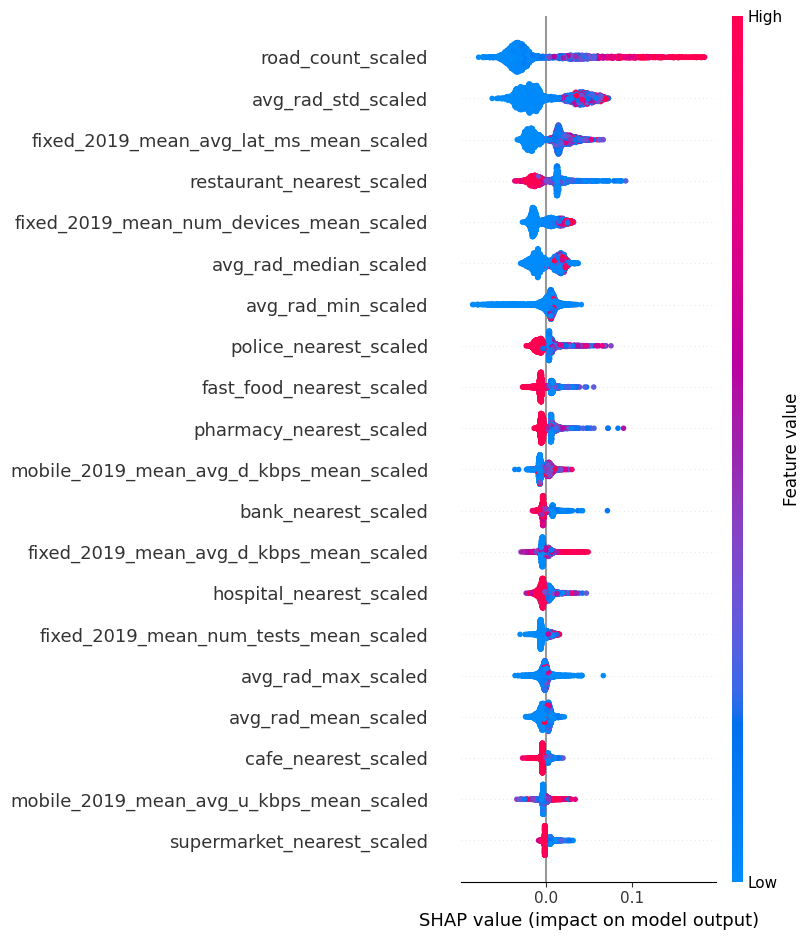 High
road_count_scaled
avg_rad_std_scaled
fixed_2019_mean_avg_lat_ms_mean_scaled
restaurant_nearest_scaled
fixed_2019_mean_num_devices_mean_scaled
avg_rad_median_scaled
avg_rad_min_scaled
police_nearest_scaled
fast_food_nearest_scaled
pharmacy_nearest_scaled
mobile_2019_mean_avg_d_kbps_mean_scaled
bank_nearest_scaled
fixed_2019_mean_avg_d_kbps_mean_scaled
hospital_nearest_scaled
fixed_2019_mean_num_tests_mean_scaled
avg_rad_max_scaled
avg_rad_mean_scaled
cafe_nearest_scaled
mobile_2019_mean_avg_u_kbps_mean_scaled
supermarket_nearest_scaled
Feature value
Low
0.0 0.1
SHAP value (impact on model output)